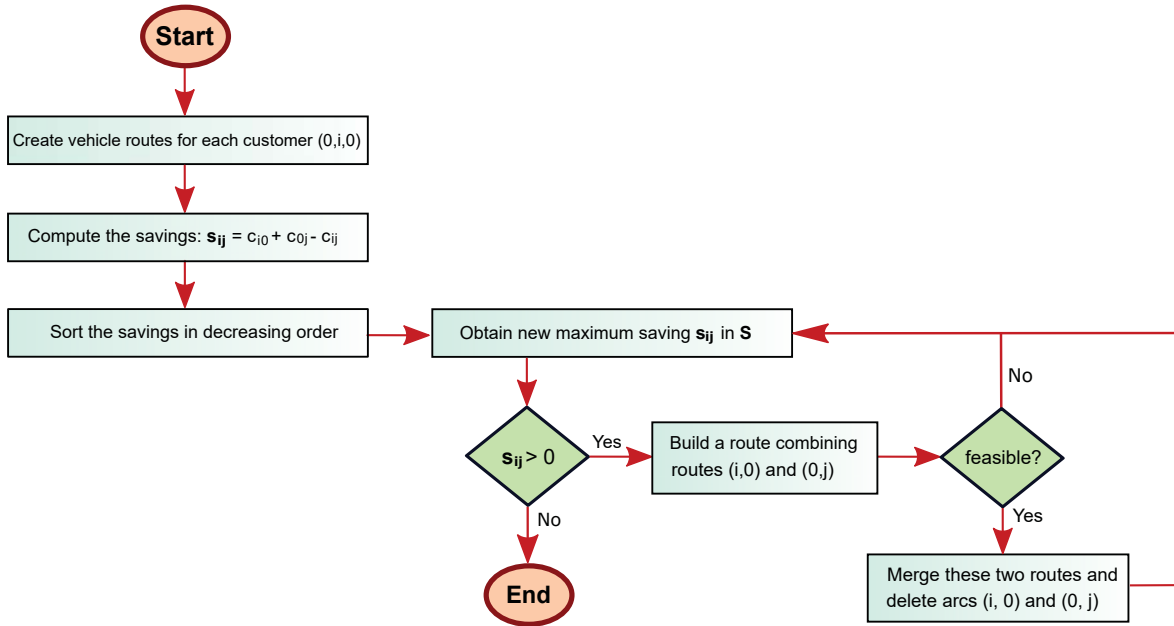 Start
Create vehicle routes for each customer (0,i,0)
Compute the savings: sij = ci0 + c0j - cij
Sort the savings in decreasing order
Obtain new maximum saving sij in S
No
sij > 0
Yes
Build a route combining
routes (i,0) and (0,j)
feasible?
No
Yes
End
Merge these two routes and
delete arcs (i, 0) and (0, j)